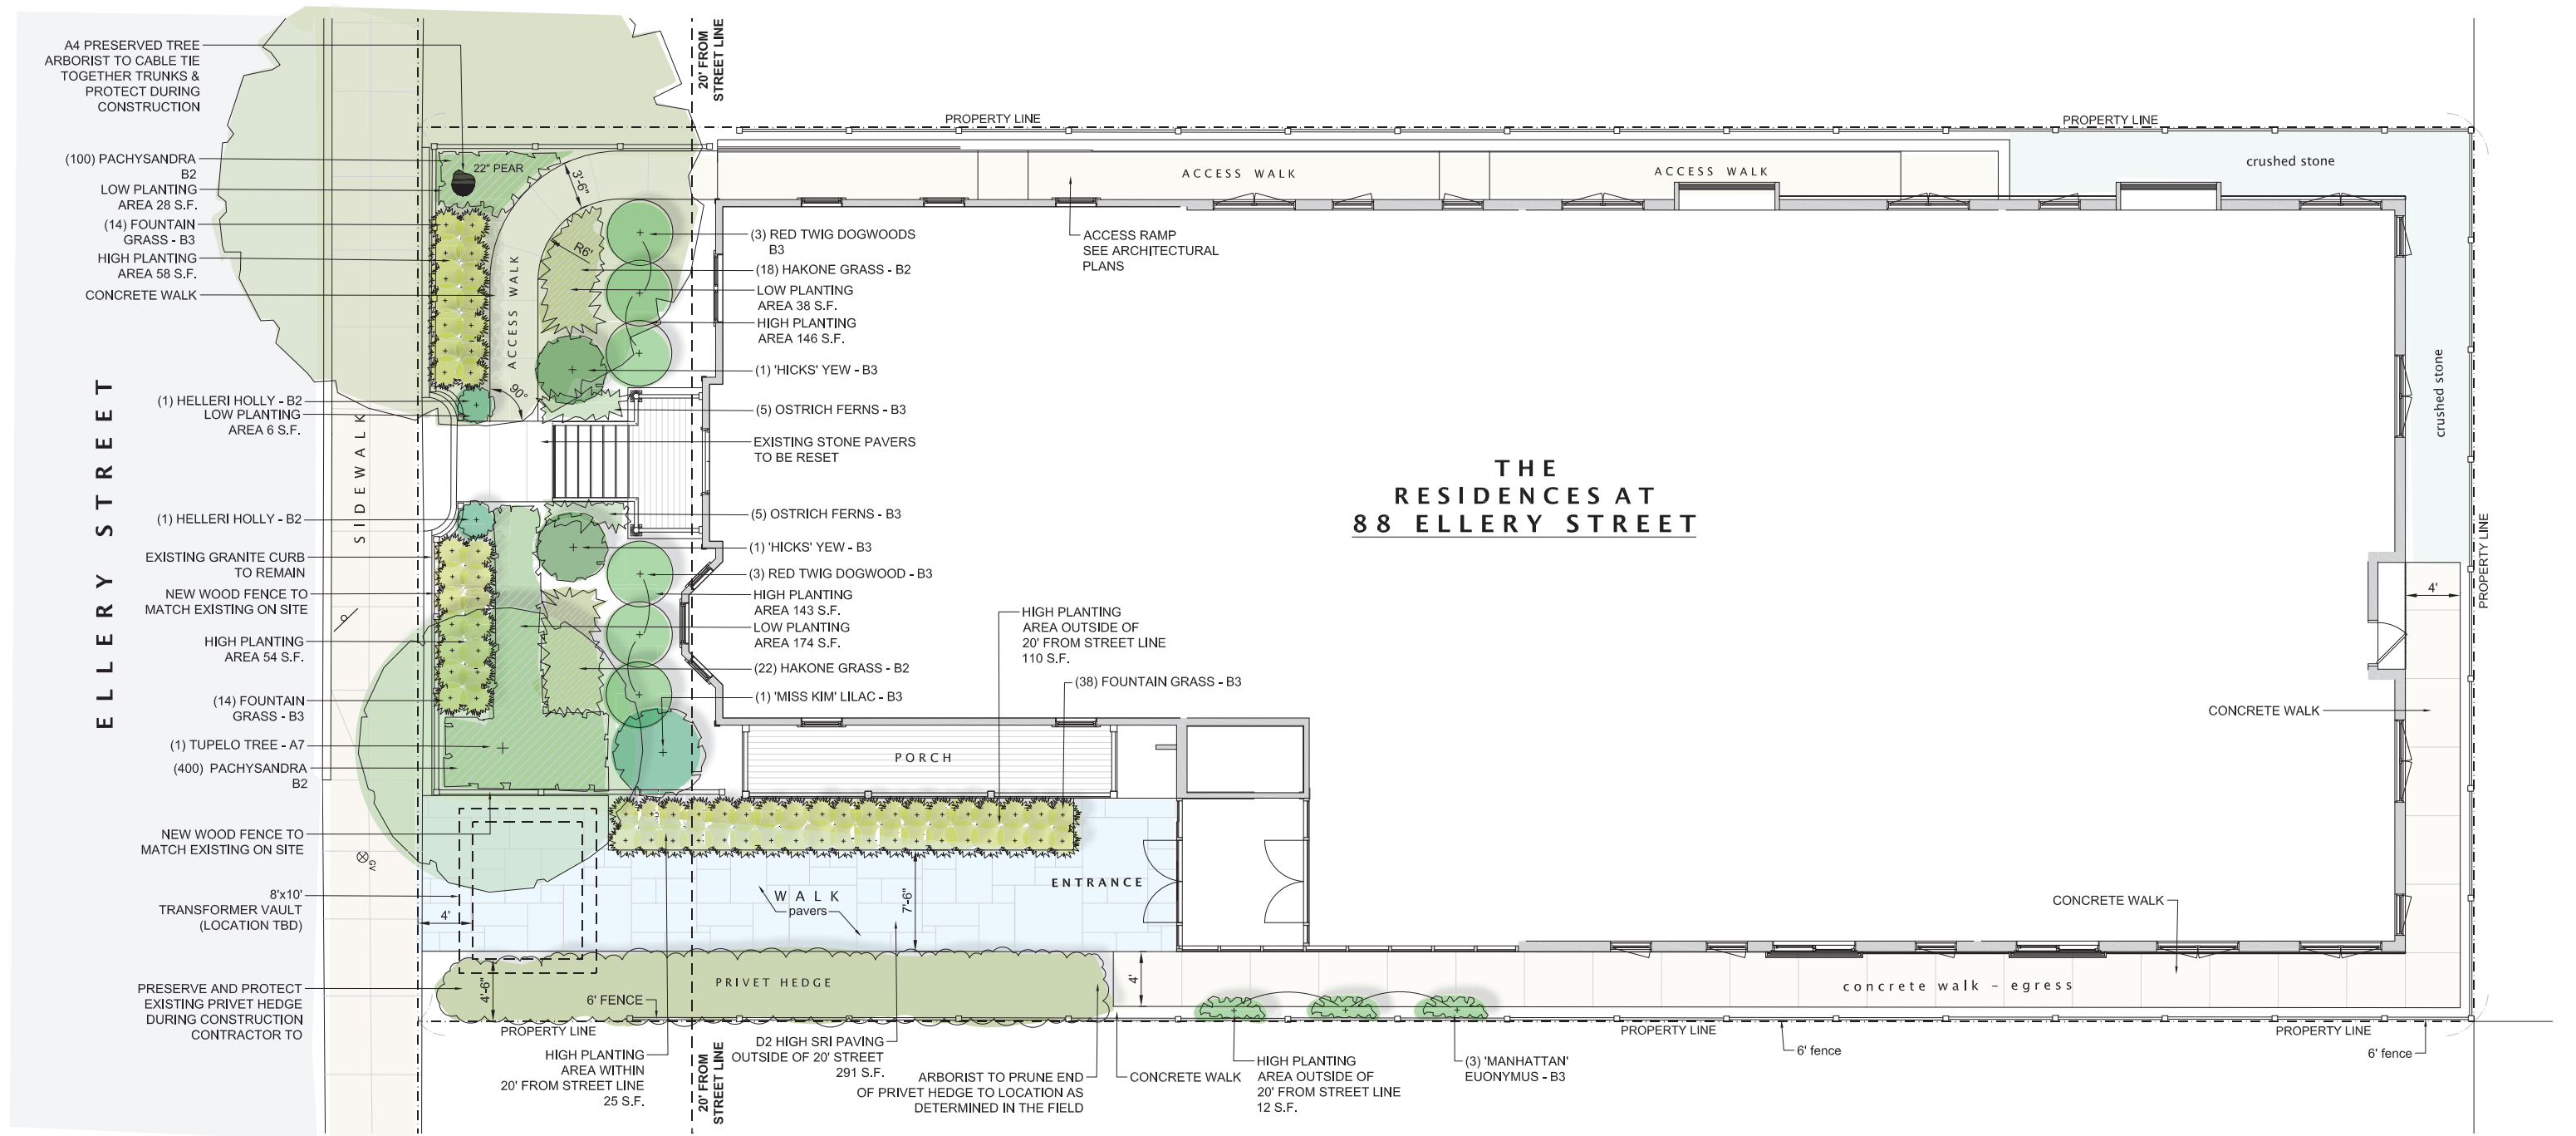 A4 PRESERVED TREE
ARBORIST TO CABLE TIE
TOGETHER TRUNKS &
PROTECT DURING
CONSTRUCTION
(100) PACHYSANDRA
B2
LOW PLANTING
AREA 28 S.F.
(14) FOUNTAIN
GRASS - B3
HIGH PLANTING
AREA 58 S.F.
CONCRETE WALK
(1) HELLERI HOLLY - B2
LOW PLANTING
AREA 6 S.F.
(1) HELLERI HOLLY - B2
EXISTING GRANITE CURB
TO REMAIN
NEW WOOD FENCE TO
MATCH EXISTING ON SITE
HIGH PLANTING
AREA 54 S.F.
(14) FOUNTAIN
GRASS - B3
(1) TUPELO TREE - A7
(400) PACHYSANDRA
B2
NEW WOOD FENCE TO
MATCH EXISTING ON SITE
8'x10'
TRANSFORMER VAULT
(LOCATION TBD)
PRESERVE AND PROTECT
EXISTING PRIVET HEDGE
DURING CONSTRUCTION
CONTRACTOR TO
ELLERY STREET
SIDEWALK
GV
20' FROM
STREET LINE
22" PEAR
3'-6"
R6'
ACCESS WALK
90°
(3) RED TWIG DOGWOODS
B3
(18) HAKONE GRASS - B2
LOW PLANTING
AREA 38 S.F.
HIGH PLANTING
AREA 146 S.F.
(1) 'HICKS' YEW - B3
(5) OSTRICH FERNS - B3
EXISTING STONE PAVERS
TO BE RESET
(5) OSTRICH FERNS - B3
(1) 'HICKS' YEW - B3
(3) RED TWIG DOGWOOD - B3
HIGH PLANTING
AREA 143 S.F.
LOW PLANTING
AREA 174 S.F.
(22) HAKONE GRASS - B2
(1) 'MISS KIM' LILAC - B3
PROPERTY LINE
PROPERTY LINE
ACCESS WALK
ACCESS WALK
crushed stone
ACCESS RAMP
SEE ARCHITECTURAL
PLANS
crushed stone
THE
RESIDENCES AT
88 ELLERY STREET
PROPERTY LINE
4'
HIGH PLANTING
AREA OUTSIDE OF
20' FROM STREET LINE
110 S.F.
(38) FOUNTAIN GRASS - B3
CONCRETE WALK
PORCH
ENTRANCE
WALK
pavers
7'-6"
4'
CONCRETE WALK
PRIVET HEDGE
4'-6"
6' FENCE
4'
concrete walk - egress
PROPERTY LINE
PROPERTY LINE
PROPERTY LINE
6' fence
6' fence
HIGH PLANTING
AREA WITHIN
20' FROM STREET LINE
25 S.F.
20' FROM
STREET LINE
D2 HIGH SRI PAVING
OUTSIDE OF 20' STREET
291 S.F.
ARBORIST TO PRUNE END
OF PRIVET HEDGE TO LOCATION AS
DETERMINED IN THE FIELD
CONCRETE WALK
HIGH PLANTING
AREA OUTSIDE OF
20' FROM STREET LINE
12 S.F.
(3) 'MANHATTAN'
EUONYMUS - B3